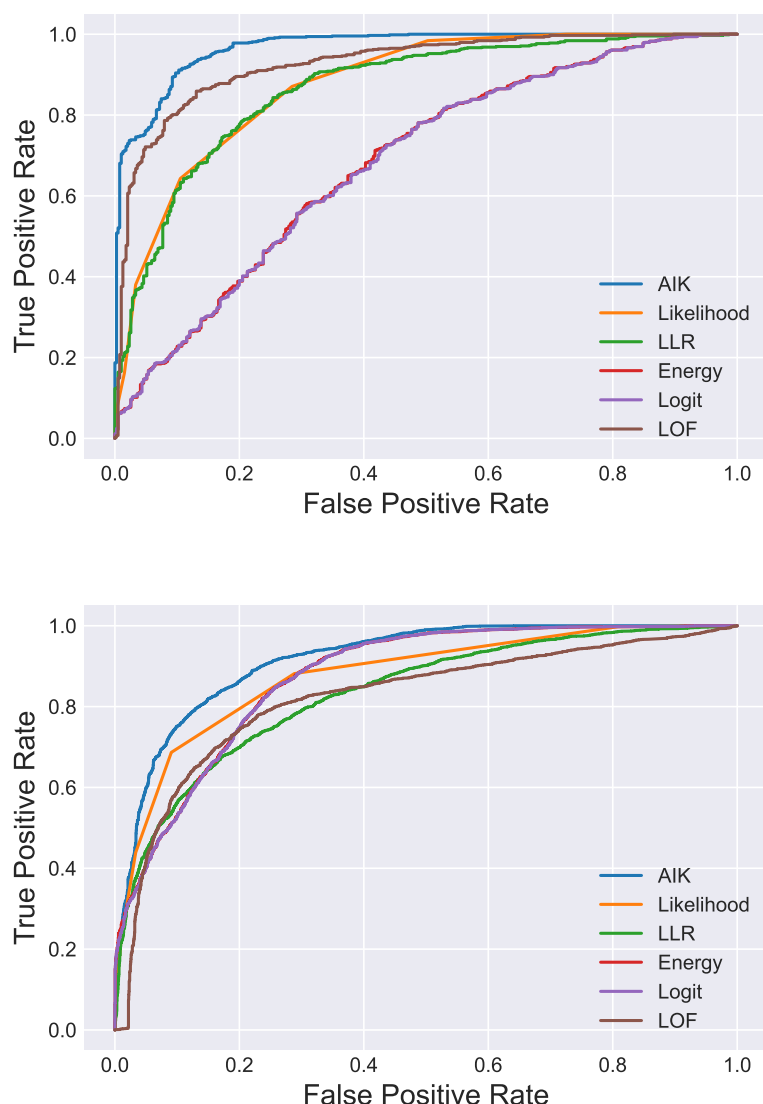 1.0
0.8
0.6
0.4
0.2
0.0
True Positive Rate
AIK
Likelihood
LLR
Energy
Logit
LOF
0.0 0.2 0.4 0.6 0.8 1.0
False Positive Rate
1.0
0.8
0.6
0.4
0.2
0.0
True Positive Rate
AIK
Likelihood
LLR
Energy
Logit
LOF
0.0 0.2 0.4 0.6 0.8 1.0
False Positive Rate